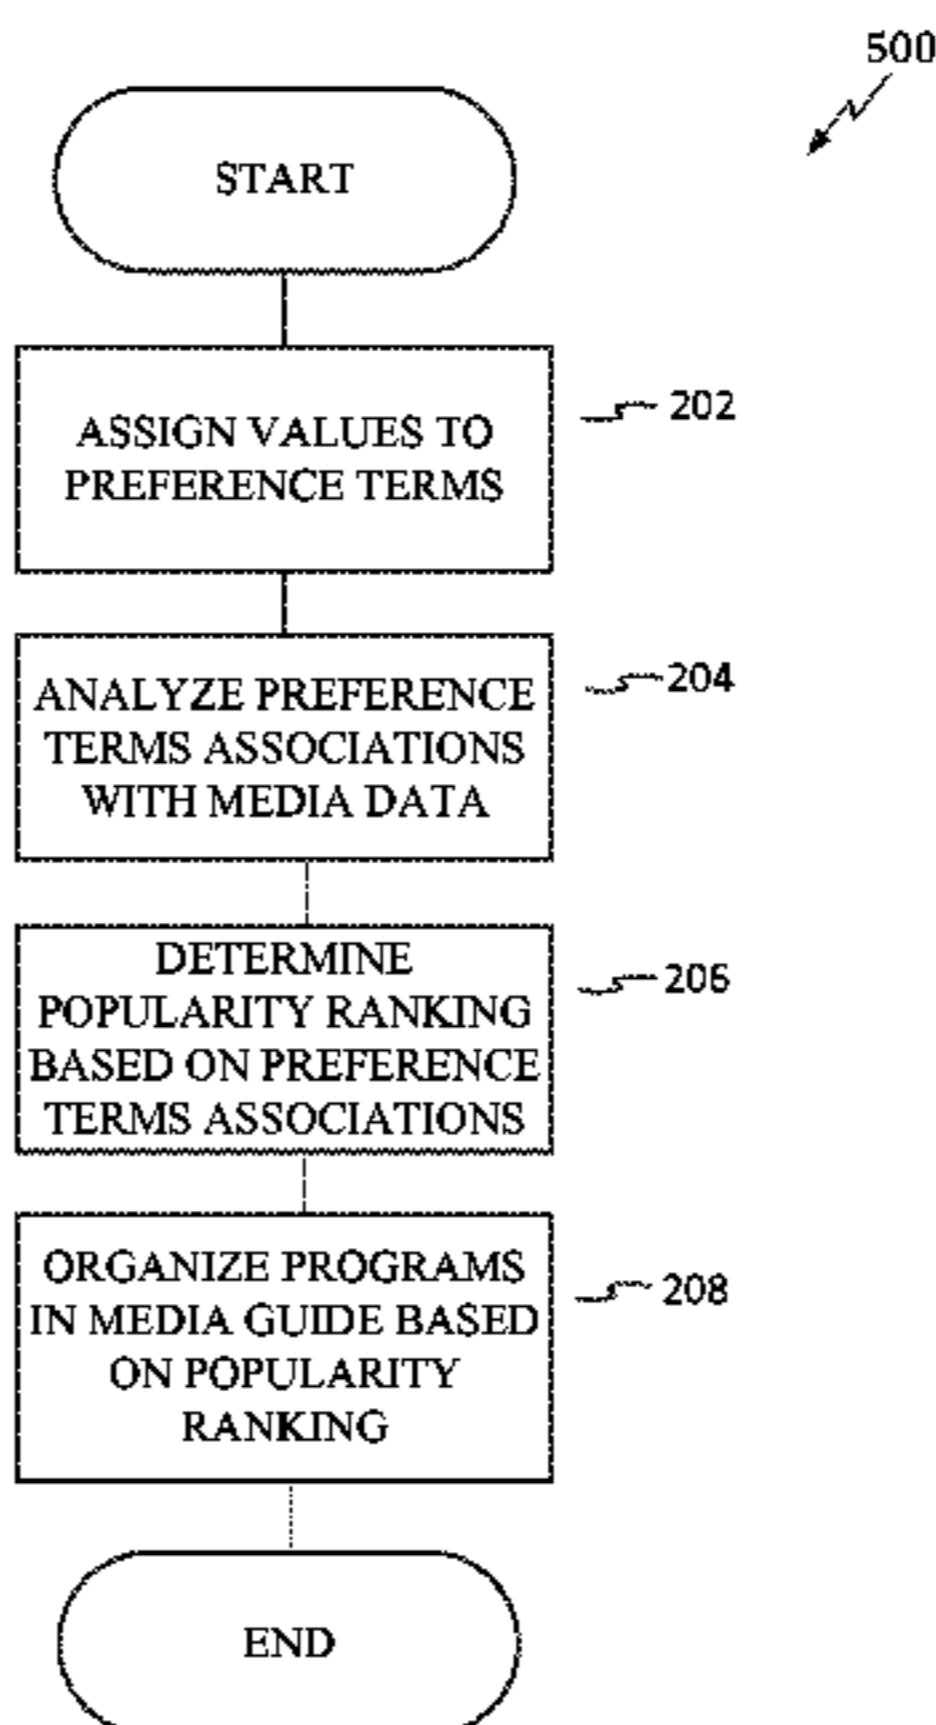 500
START
ASSIGN VALUES TO
PREFERENCE TERMS
202
ANALYZE PREFERENCE
TERMS ASSOCIATIONS
WITH MEDIA DATA
204
DETERMINE
POPULARITY RANKING
BASED ON PREFERENCE
TERMS ASSOCIATIONS
206
ORGANIZE PROGRAMS
IN MEDIA GUIDE BASED
ON POPULARITY
RANKING
208
END